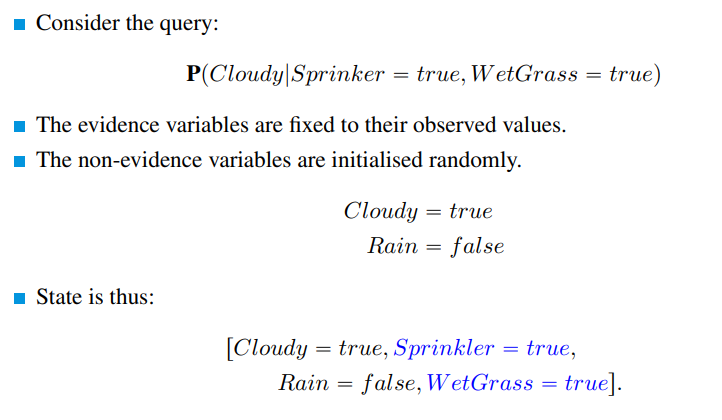 Consider the query:
P(Cloudy|Sprinker = true, WetGrass = true)
The evidence variables are fixed to their observed values.
The non-evidence variables are initialised randomly.
Cloudy = true
Rain = false
State is thus:
[Cloudy = true, Sprinkler = true,
Rain = false, WetGrass = true].